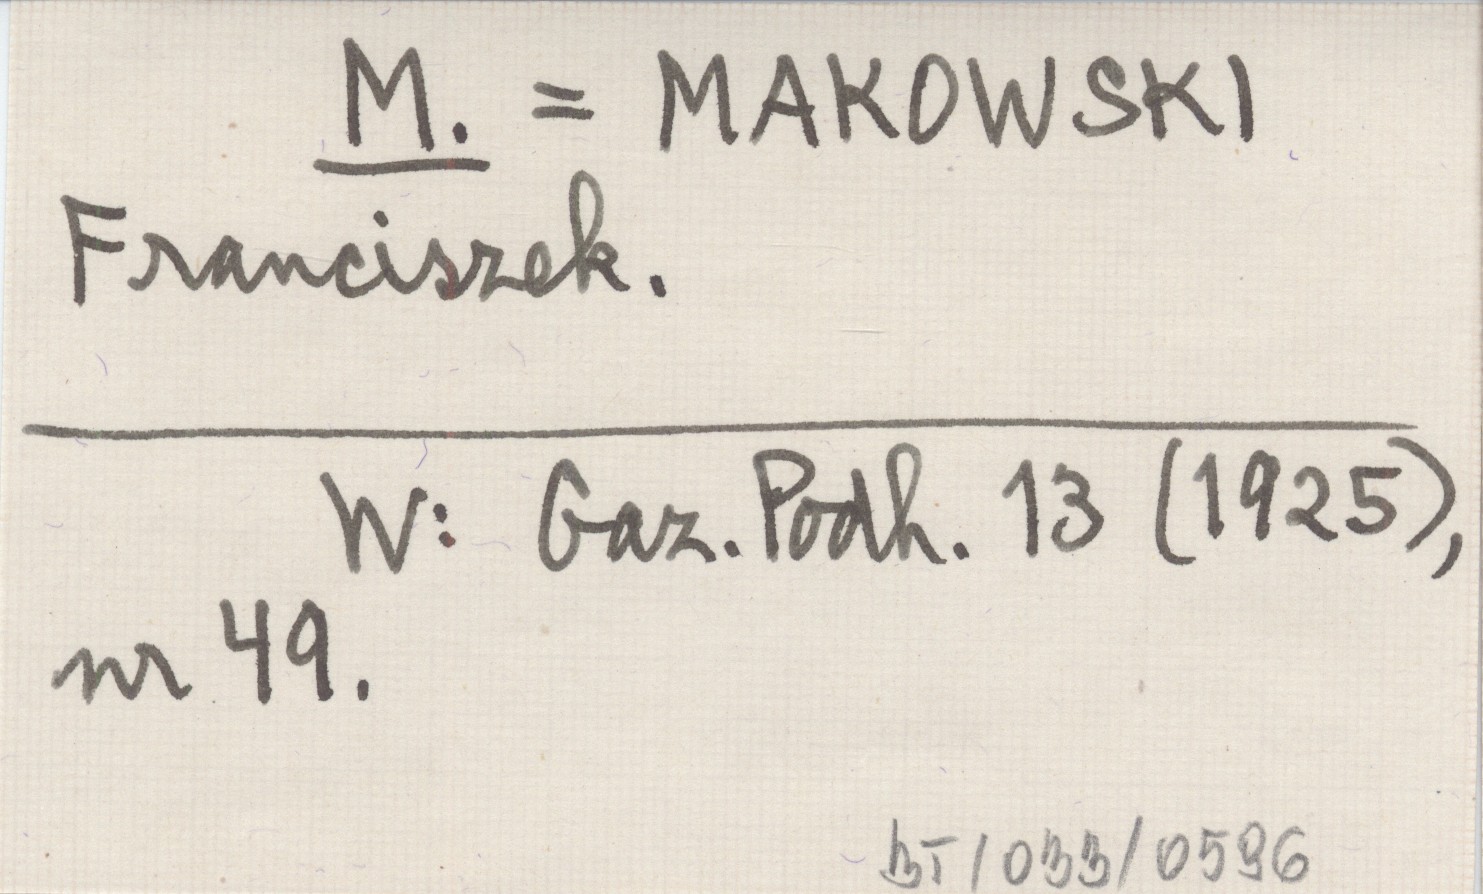 M. = MAKOWSKI
Franciszek.
W: Gaz. Podh. 13 (1925),
nr 49.
BT/033/0596